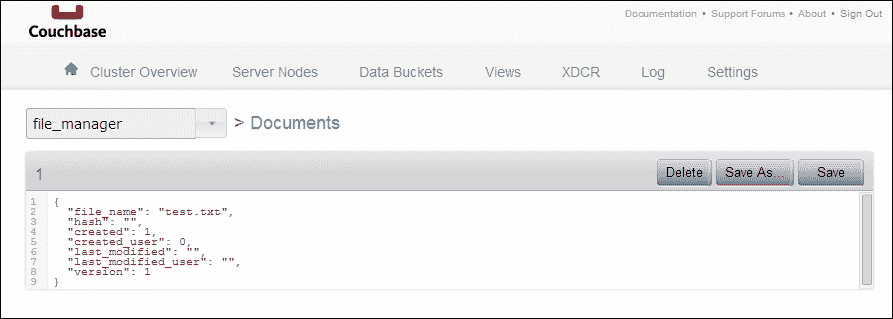 Documentation • Support Forums • About • Sign Out
Couchbase
Cluster Overview Server Nodes Data Buckets Views XDCR Log Settings
file_manager > Documents
1 Delete Save As... Save
1 {
2 "file_name": "test.txt",
3 "hash": "",
4 "created": 1,
5 "created_user": 0,
6 "last_modified": "",
7 "last_modified_user": "",
8 "version": 1
9 }